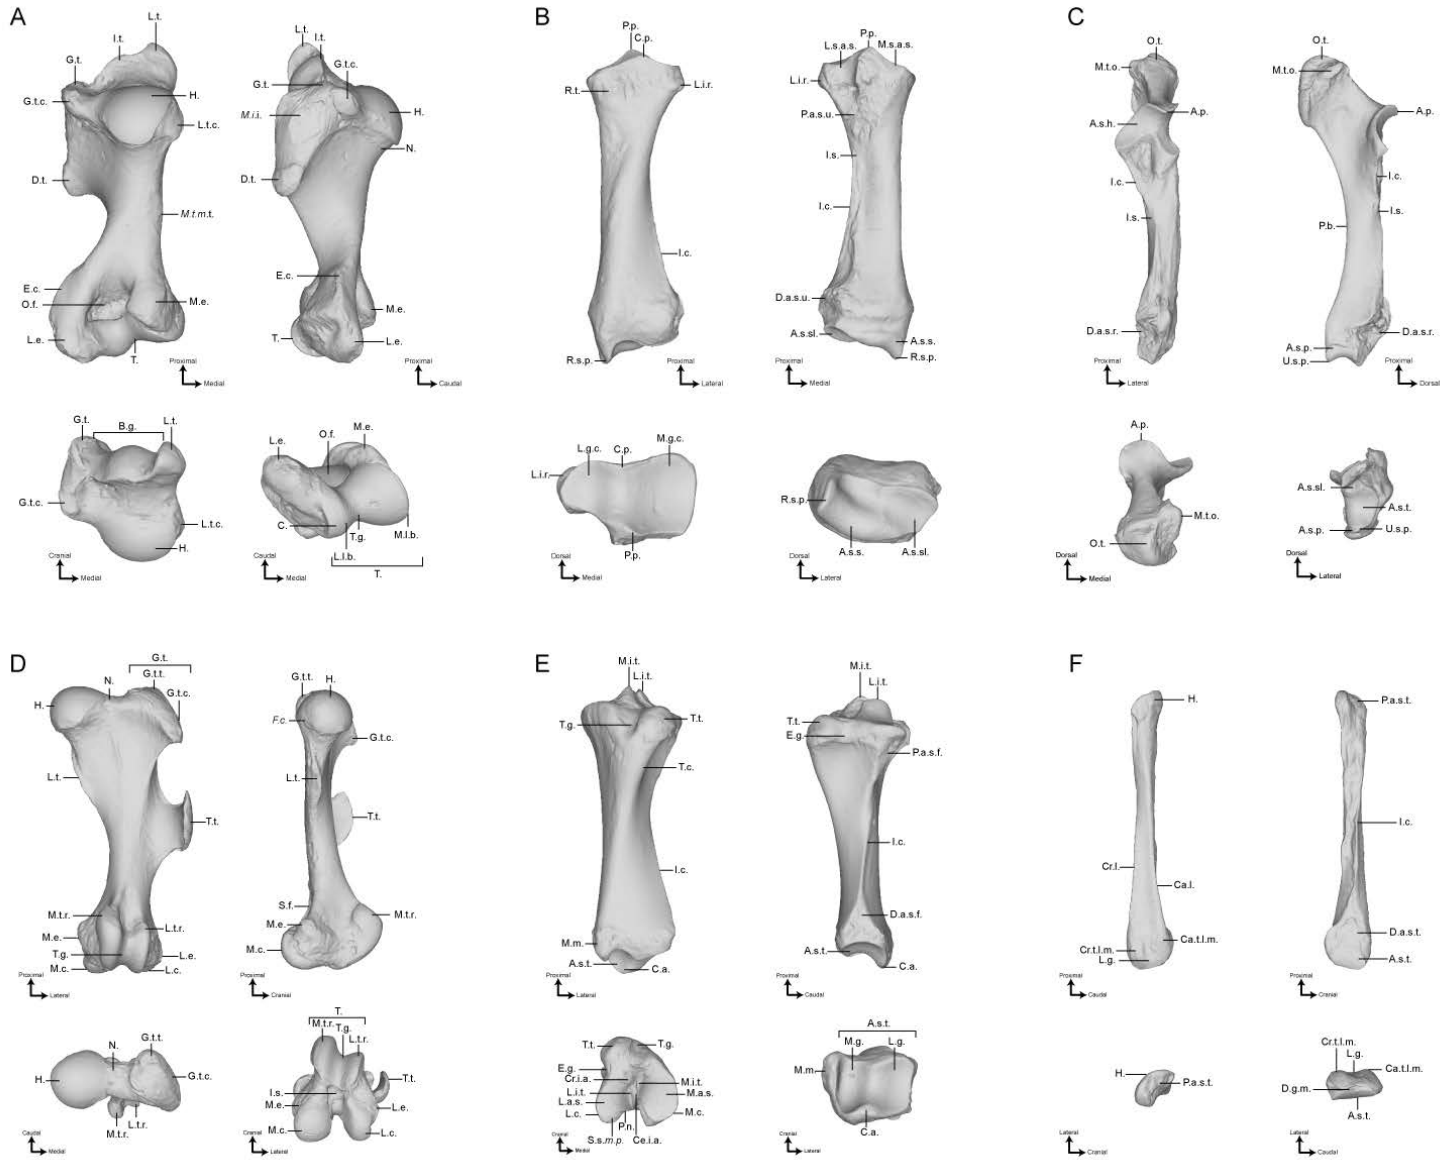 A
L.t.
I.t.
G.t.
G.t.c.
H.
L.t.c.
D.t.
M.t.m.t.
E.c.
O.f.
M.e.
L.e.
T.
Proximal
Medial
L.t.
I.t.
G.t.c.
G.t.
M.i.i.
H.
N.
D.t.
E.c.
M.e.
T.
L.e.
Proximal
Caudal
G.t.
B.g.
L.t.
G.t.c.
L.t.c.
H.
Cranial
Medial
L.e.
O.f.
M.e.
C.
T.g.
L.l.b.
M.l.b.
T.
Caudal
Medial
B
P.p.
C.p.
R.t.
L.i.r.
I.c.
R.s.p.
Proximal
Lateral
P.p.
L.s.a.s.
M.s.a.s.
L.i.r.
P.a.s.u.
I.s.
I.c.
D.a.s.u.
A.s.sl.
A.s.s.
R.s.p.
Proximal
Medial
L.g.c.
C.p.
M.g.c.
L.i.r.
P.p.
Dorsal
Medial
R.s.p.
A.s.s.
A.s.sl.
Dorsal
Lateral
C
O.t.
M.t.o.
A.p.
A.s.h.
I.c.
I.s.
D.a.s.r.
Proximal
Lateral
O.t.
M.t.o.
A.p.
I.c.
I.s.
P.b.
D.a.s.r.
A.s.p.
U.s.p.
Proximal
Dorsal
A.p.
M.t.o.
O.t.
Dorsal
Medial
A.s.sl.
A.s.t.
A.s.p.
U.s.p.
Dorsal
Lateral
D
G.t.
G.t.t.
N.
G.t.c.
H.
L.t.
T.t.
M.t.r.
L.t.r.
M.e.
T.g.
L.e.
M.c.
L.c.
Proximal
Lateral
G.t.t.
H.
F.c.
G.t.c.
L.t.
T.t.
S.f.
M.t.r.
M.e.
M.c.
Proximal
Cranial
N.
G.t.t.
H.
G.t.c.
L.t.r.
M.t.r.
Caudal
Medial
T.
M.t.r.
T.g.
L.t.r.
T.t.
I.s.
M.e.
L.e.
M.c.
L.c.
Cranial
Lateral
E
M.i.t.
L.i.t.
T.g.
T.t.
T.c.
I.c.
M.m.
A.s.t.
C.a.
Proximal
Lateral
M.i.t.
L.i.t.
T.t.
E.g.
P.a.s.f.
I.c.
D.a.s.f.
A.s.t.
C.a.
Proximal
Caudal
T.t.
T.g.
E.g.
Cr.i.a.
M.i.t.
L.i.t.
M.a.s.
L.a.s.
L.c.
M.c.
P.n.
S.s.m.p.
Ce.i.a.
Cranial
Medial
A.s.t.
M.g.
L.g.
M.m.
C.a.
Cranial
Lateral
F
H.
Cr.l.
Ca.l.
Ca.t.l.m.
Cr.t.l.m.
L.g.
Proximal
Caudal
P.a.s.t.
I.c.
D.a.s.t.
A.s.t.
Proximal
Cranial
H.
P.a.s.t.
Lateral
Cranial
Cr.t.l.m.
L.g.
Ca.t.l.m.
D.g.m.
A.s.t.
Lateral
Caudal